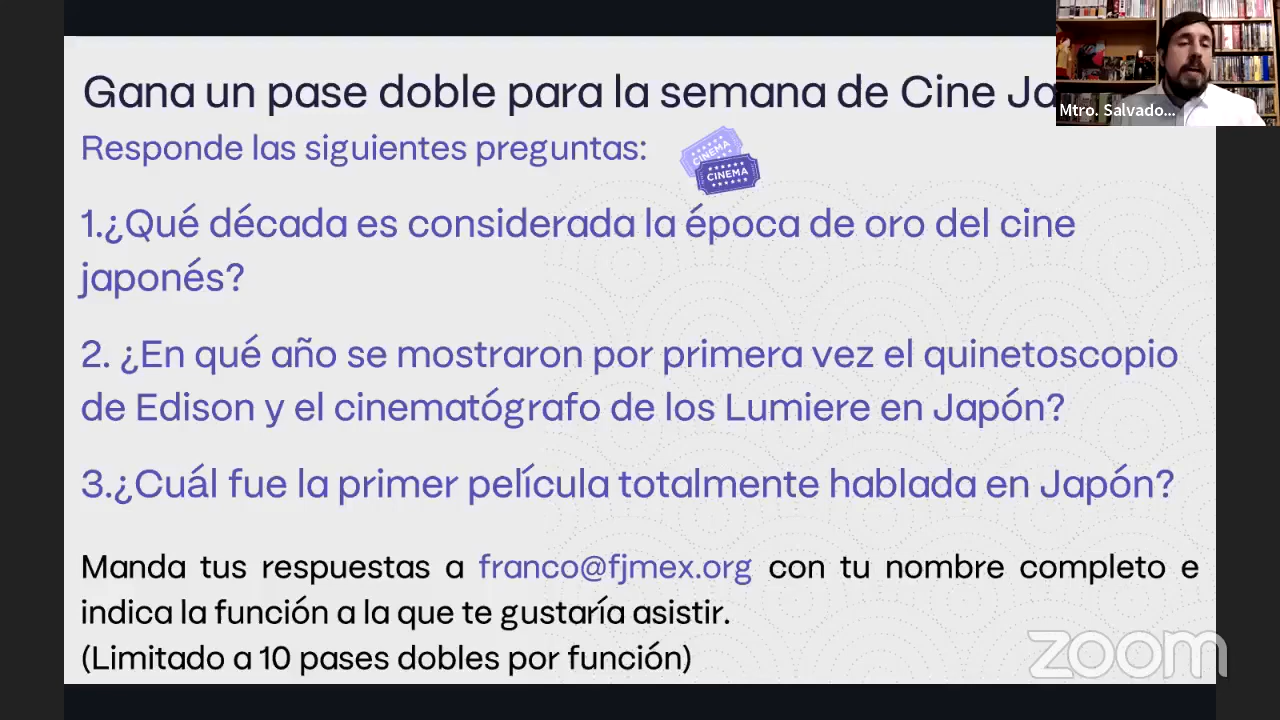 Gana un pase doble para la semana de Cine
Mtro. Salvado...
Responde las siguientes preguntas:
CINEMA
CINEMA
1.¿Qué década es considerada la época de oro del cine
japonés?
2. ¿En qué año se mostraron por primera vez el quinetoscopio
de Edison y el cinematógrafo de los Lumiere en Japón?
3.¿Cuál fue la primer película totalmente hablada en Japón?
Manda tus respuestas a franco@fjmex.org con tu nombre completo e
indica la función a la que te gustaría asistir.
(Limitado a 10 pases dobles por función)
zoom